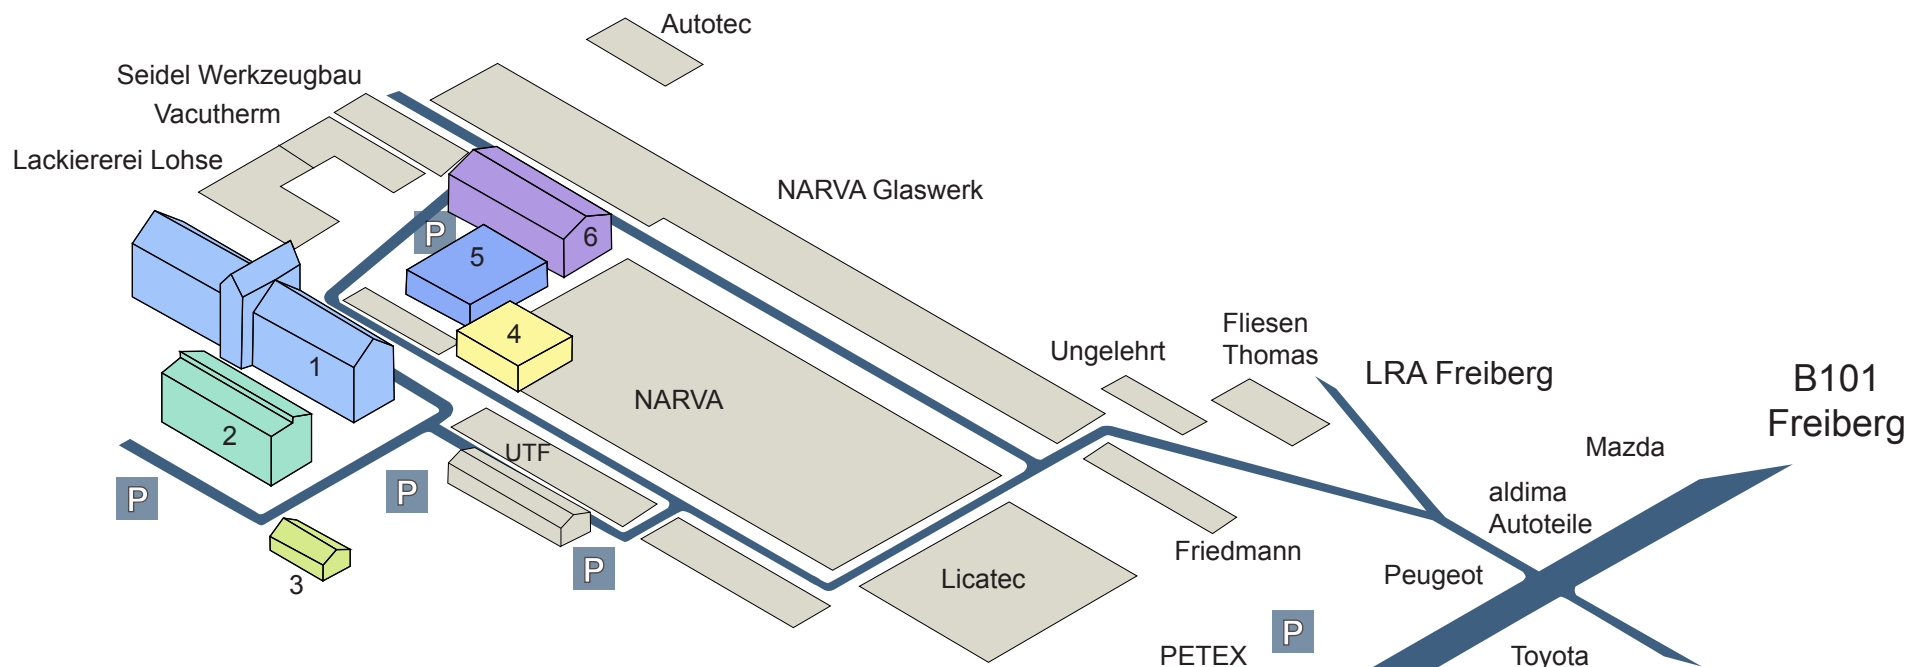 Autotec
Seidel Werkzeugbau
Vacutherm
Lackiererei Lohse
NARVA Glaswerk
P
6
5
4
1
2
3
NARVA
UTF
P
P
P
Licatec
Ungelehrt
Fliesen
Thomas
LRA Freiberg
B101
Freiberg
Mazda
aldima
Autoteile
Friedmann
Peugeot
P
PETEX
Toyota